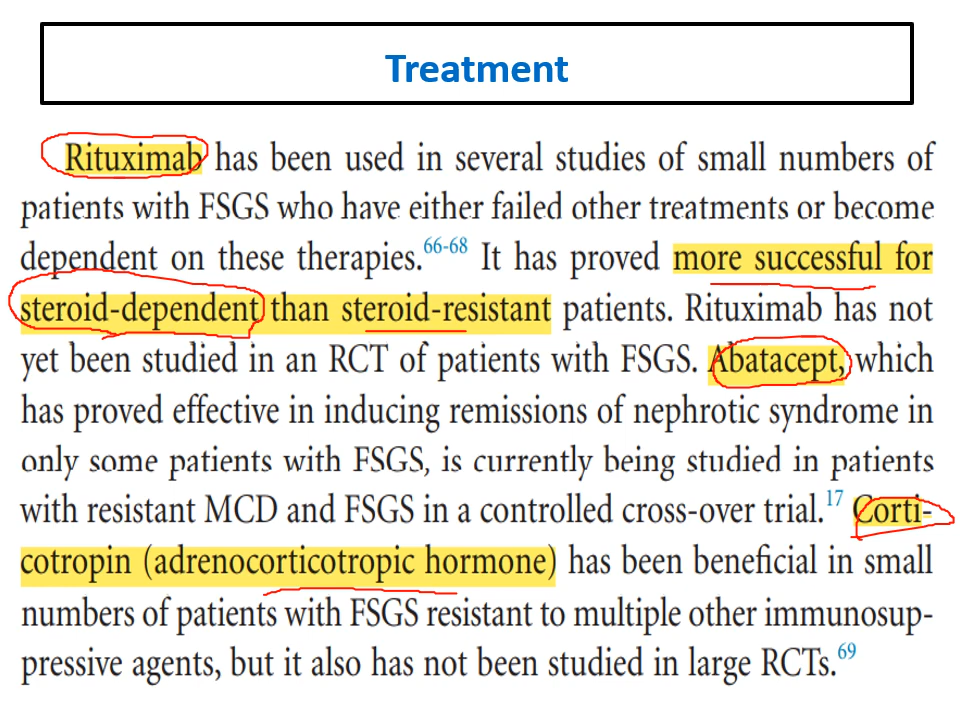 Treatment
Rituximab has been used in several studies of small numbers of
patients with FSGS who have either failed other treatments or become
dependent on these therapies.66-68 It has proved more successful for
steroid-dependent than steroid-resistant patients. Rituximab has not
yet been studied in an RCT of patients with FSGS. Abatacept, which
has proved effective in inducing remissions of nephrotic syndrome in
only some patients with FSGS, is currently being studied in patients
with resistant MCD and FSGS in a controlled cross-over trial.17 Corti-
cotropin (adrenocorticotropic hormone) has been beneficial in small
numbers of patients with FSGS resistant to multiple other immunosup-
pressive agents, but it also has not been studied in large RCTs.69